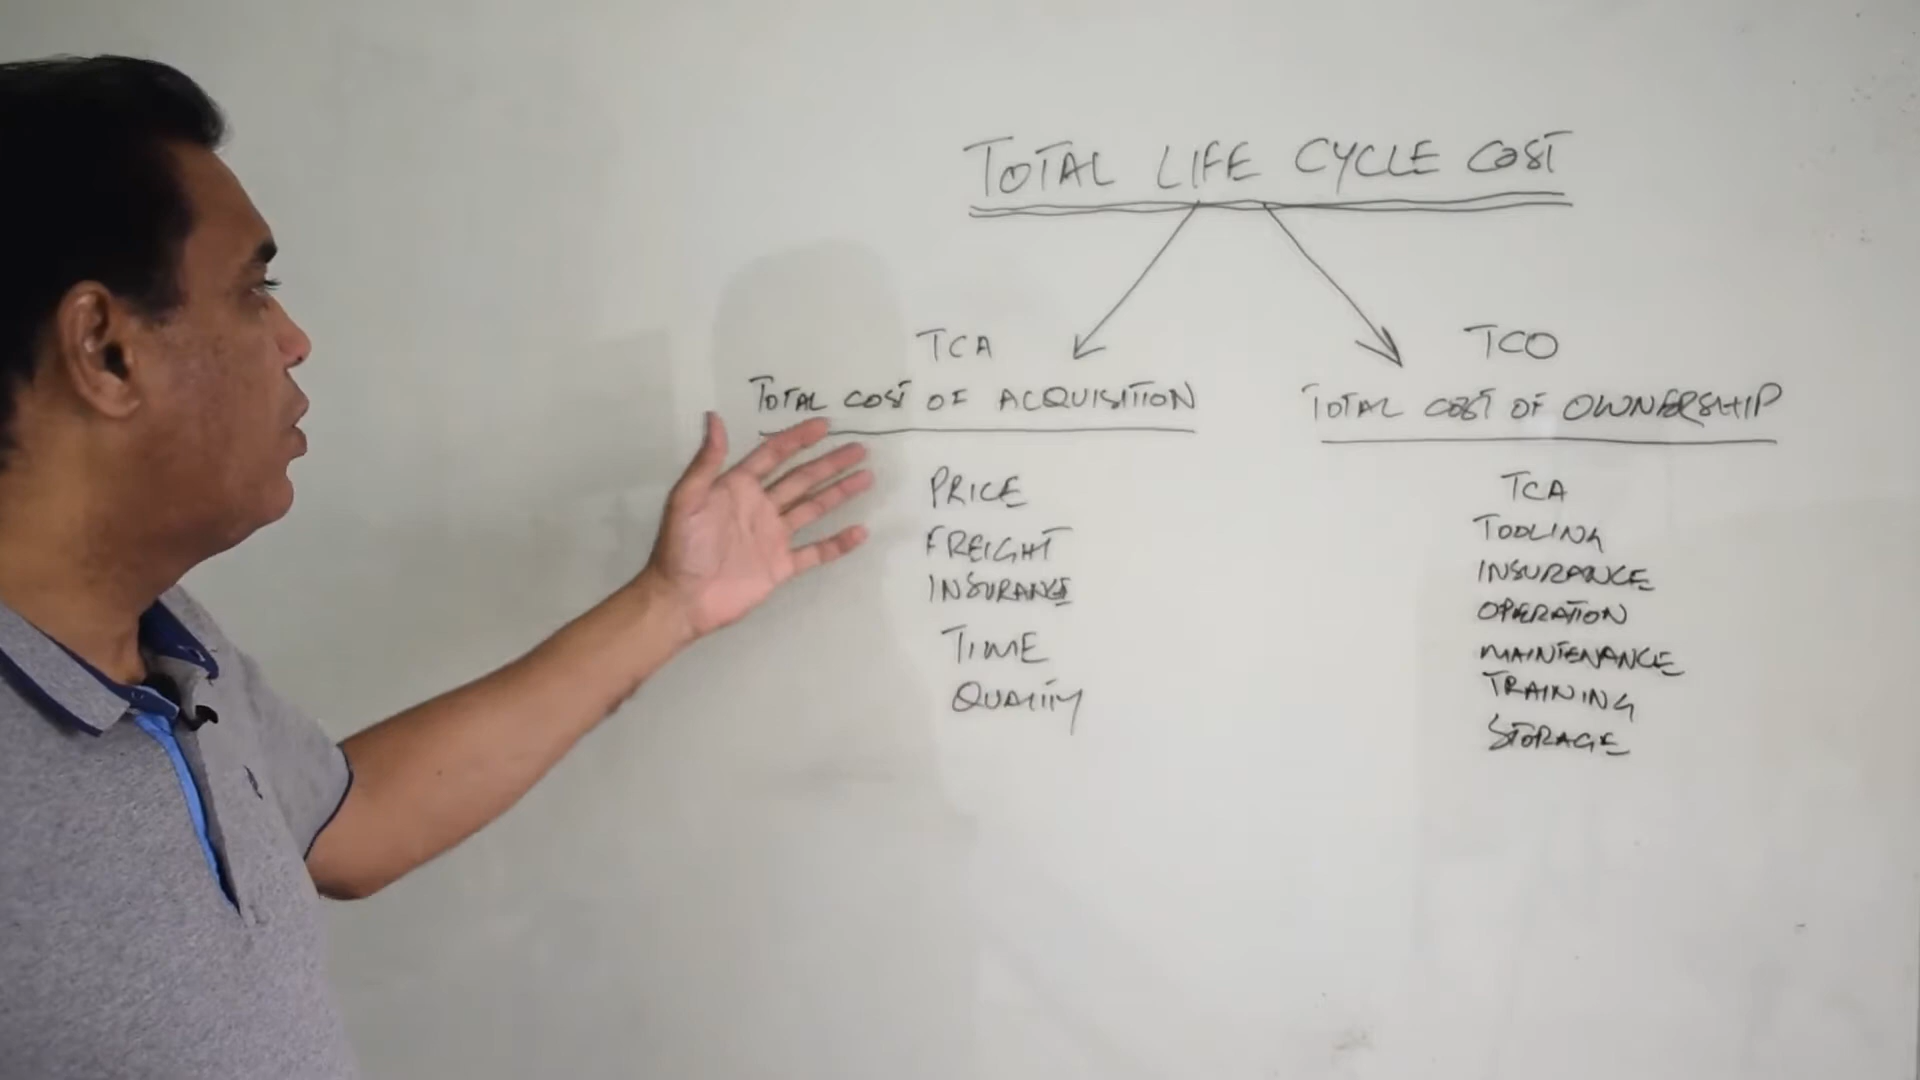 TOTAL LIFE CYCLE COST
TCA
TOTAL COST OF ACQUISITION
PRICE
FREIGHT
INSURANCE
TIME
QUALITY
TCO
TOTAL COST OF OWNERSHIP
TCA
TOOLING
INSURANCE
OPERATION
MAINTENANCE
TRAINING
STORAGE